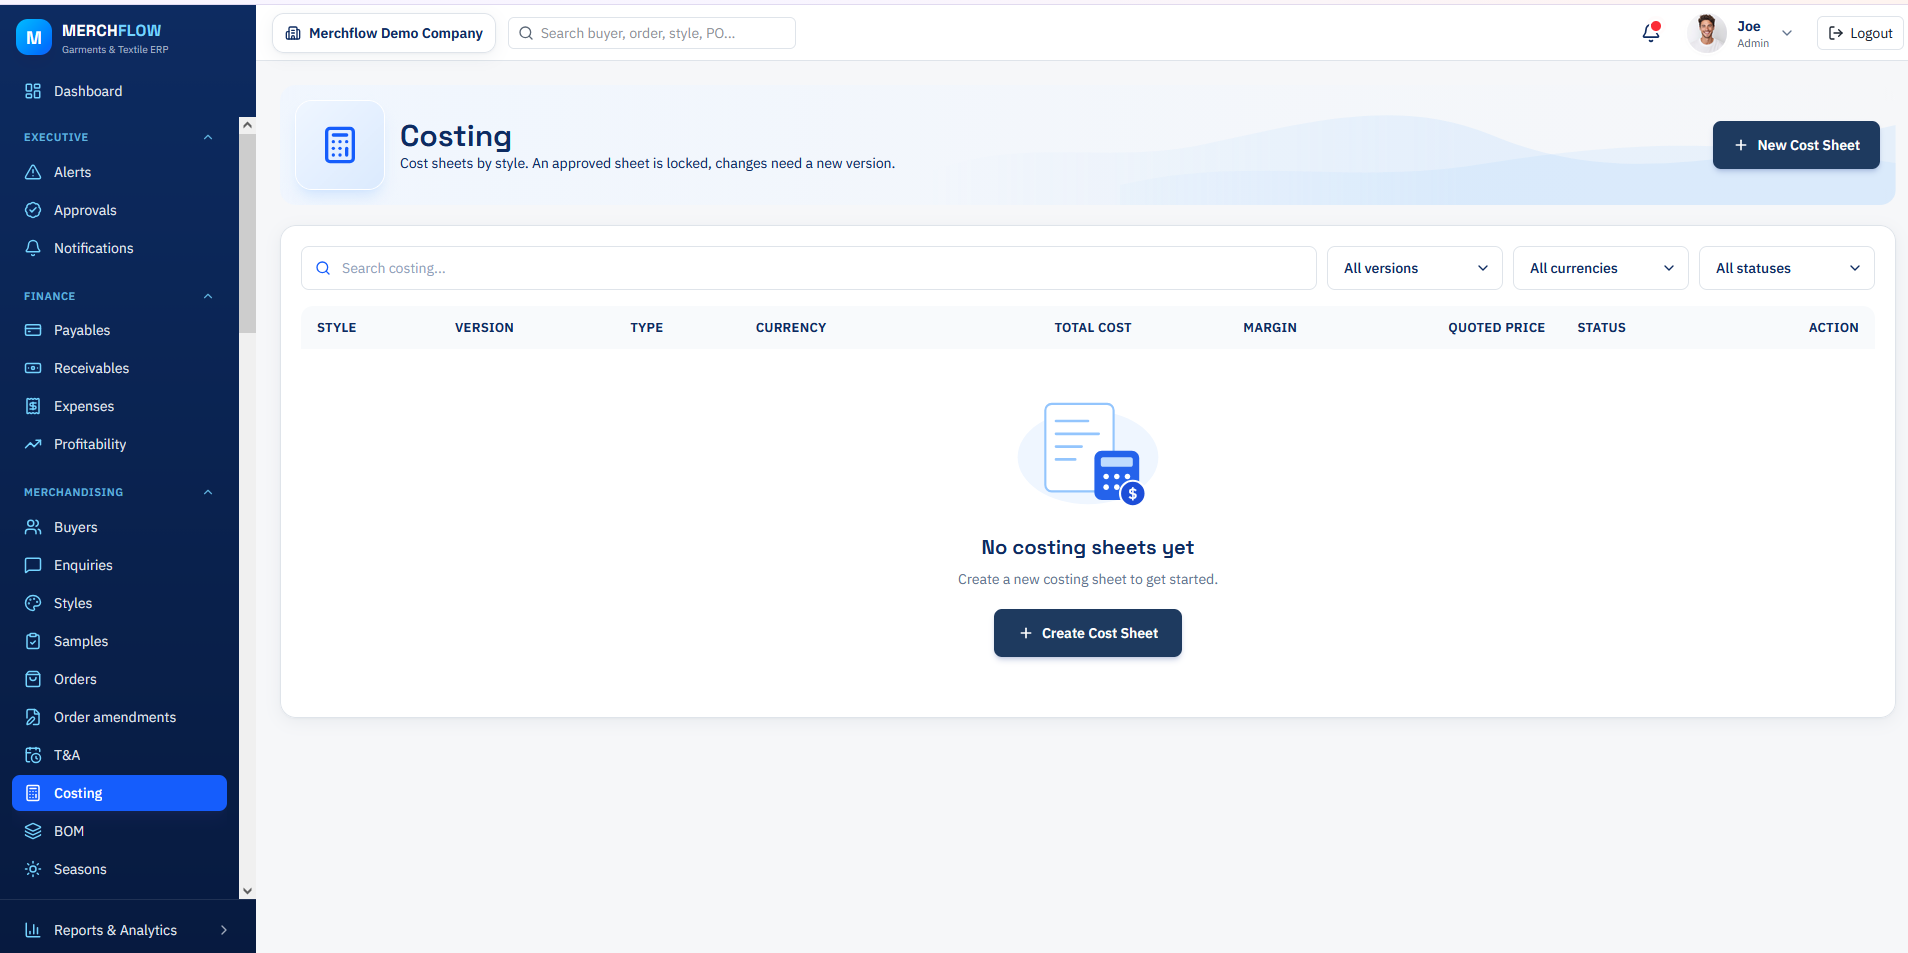 M
MERCHFLOW
Garments & Textile ERP
Merchflow Demo Company
Search buyer, order, style, PO...
Joe
Admin
Logout
Dashboard
EXECUTIVE
Alerts
Approvals
Notifications
FINANCE
Payables
Receivables
Expenses
Profitability
MERCHANDISING
Buyers
Enquiries
Styles
Samples
Orders
Order amendments
T&A
Costing
BOM
Seasons
Reports & Analytics
Costing
Cost sheets by style. An approved sheet is locked, changes need a new version.
+ New Cost Sheet
Search costing...
All versions
All currencies
All statuses
STYLE VERSION TYPE CURRENCY TOTAL COST MARGIN QUOTED PRICE STATUS ACTION
$
No costing sheets yet
Create a new costing sheet to get started.
+ Create Cost Sheet